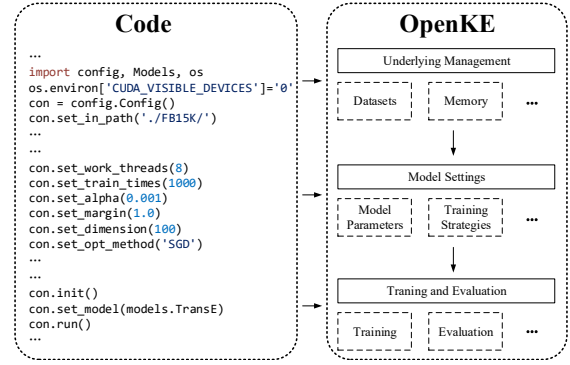 Code
...
import config, Models, os
os.environ['CUDA_VISIBLE_DEVICES']='0'
con = config.Config()
con.set_in_path('./FB15K/')
...
...
con.set_work_threads(8)
con.set_train_times(1000)
con.set_alpha(0.001)
con.set_margin(1.0)
con.set_dimension(100)
con.set_opt_method('SGD')
...
...
con.init()
con.set_model(models.TransE)
con.run()
...
OpenKE
Underlying Management
Datasets
Memory
...
Model Settings
Model
Parameters
Training
Strategies
...
Traning and Evaluation
Training
Evaluation
...